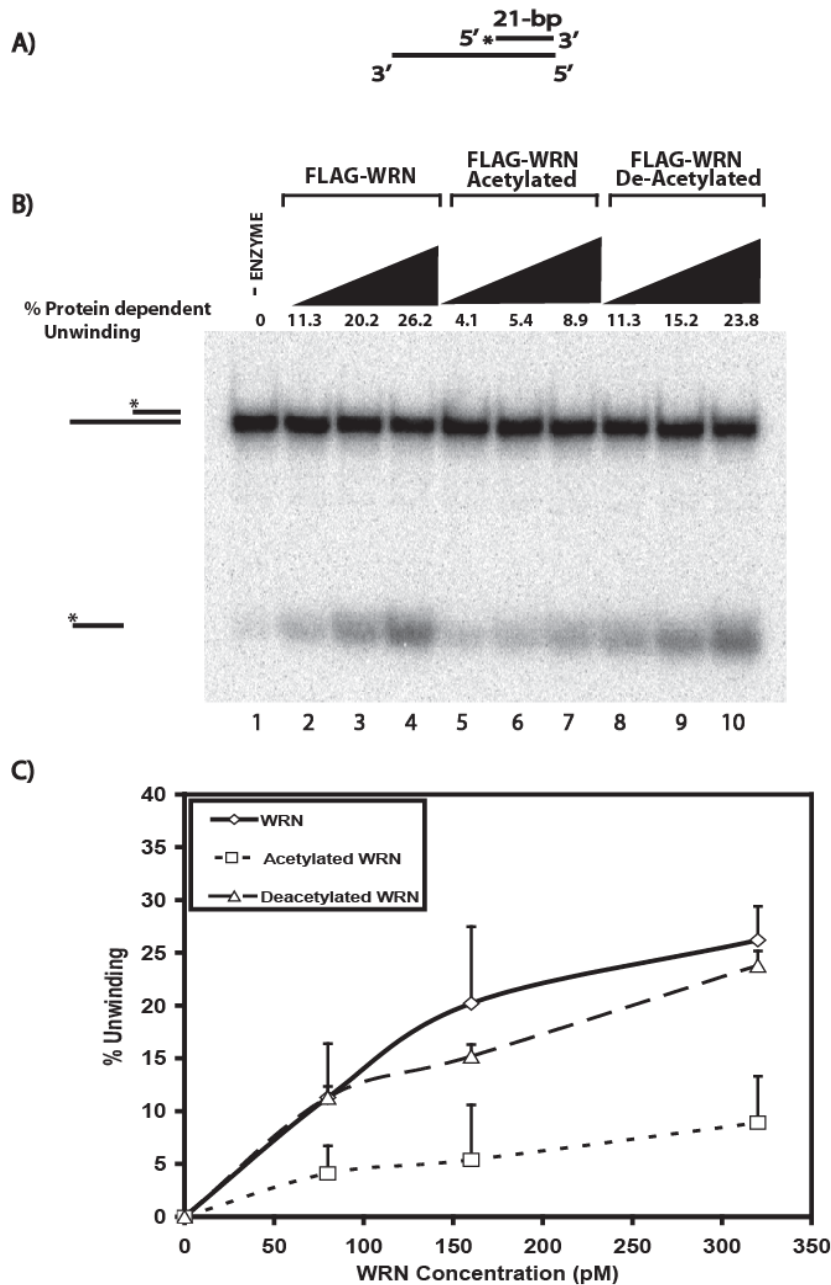 A)
21-bp
5′ * 3′
3′ 5′
B)
FLAG-WRN
FLAG-WRN
Acetylated
FLAG-WRN
De-Acetylated
- ENZYME
% Protein dependent
Unwinding
0 11.3 20.2 26.2 4.1 5.4 8.9 11.3 15.2 23.8
*
*
1 2 3 4 5 6 7 8 9 10
C)
40
35
30
25
20
15
10
5
0
% Unwinding
WRN
Acetylated WRN
Deacetylated WRN
0 50 100 150 200 250 300 350
WRN Concentration (pM)